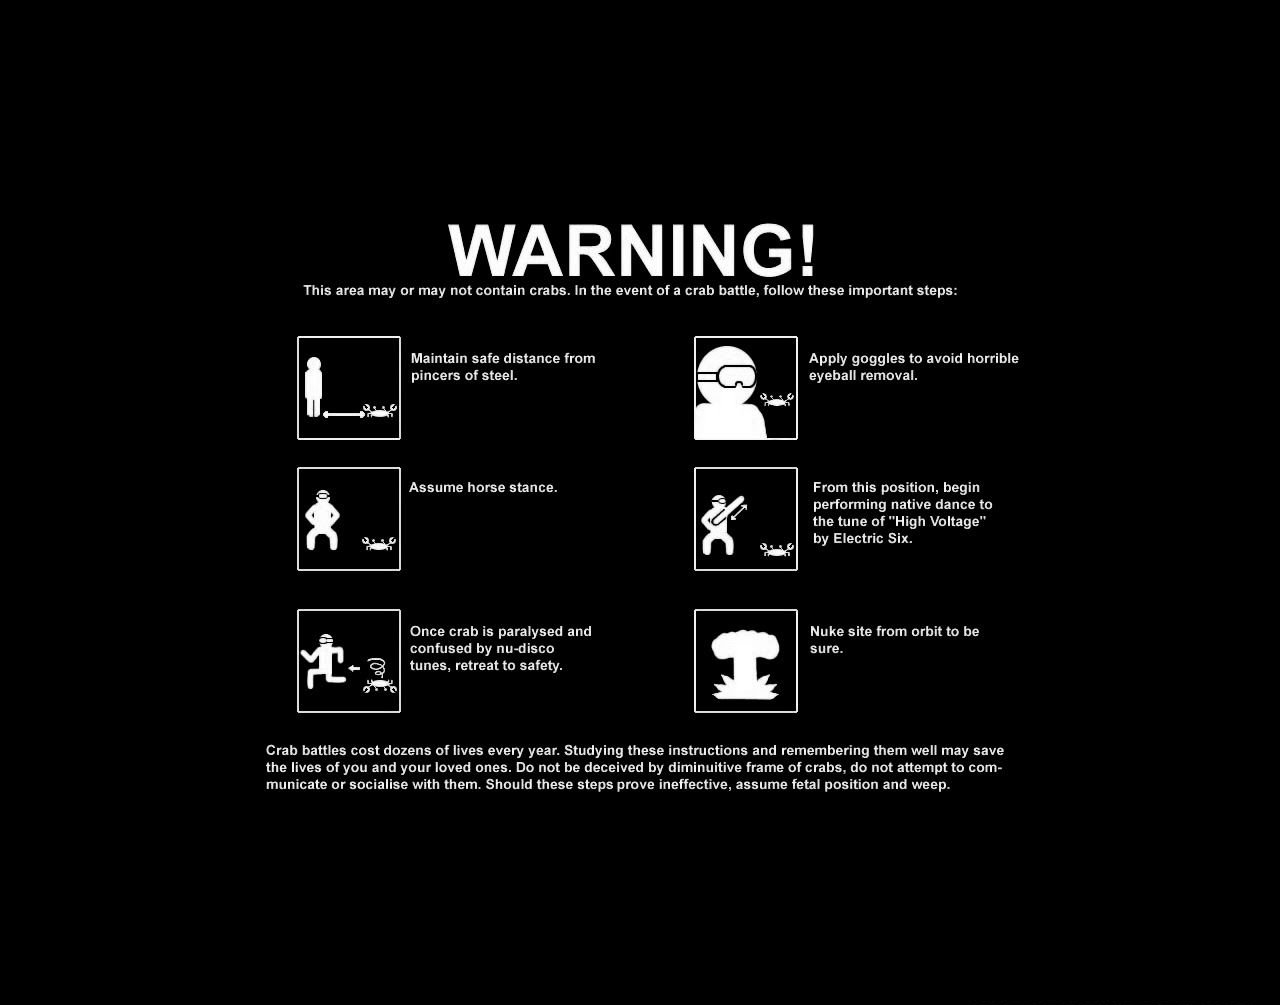 WARNING!
This area may or may not contain crabs. In the event of a crab battle, follow these important steps:
Maintain safe distance from
pincers of steel.
Apply goggles to avoid horrible
eyeball removal.
Assume horse stance.
From this position, begin
performing native dance to
the tune of "High Voltage"
by Electric Six.
Once crab is paralysed and
confused by nu-disco
tunes, retreat to safety.
Nuke site from orbit to be
sure.
Crab battles cost dozens of lives every year. Studying these instructions and remembering them well may save
the lives of you and your loved ones. Do not be deceived by diminuitive frame of crabs, do not attempt to com-
municate or socialise with them. Should these steps prove ineffective, assume fetal position and weep.